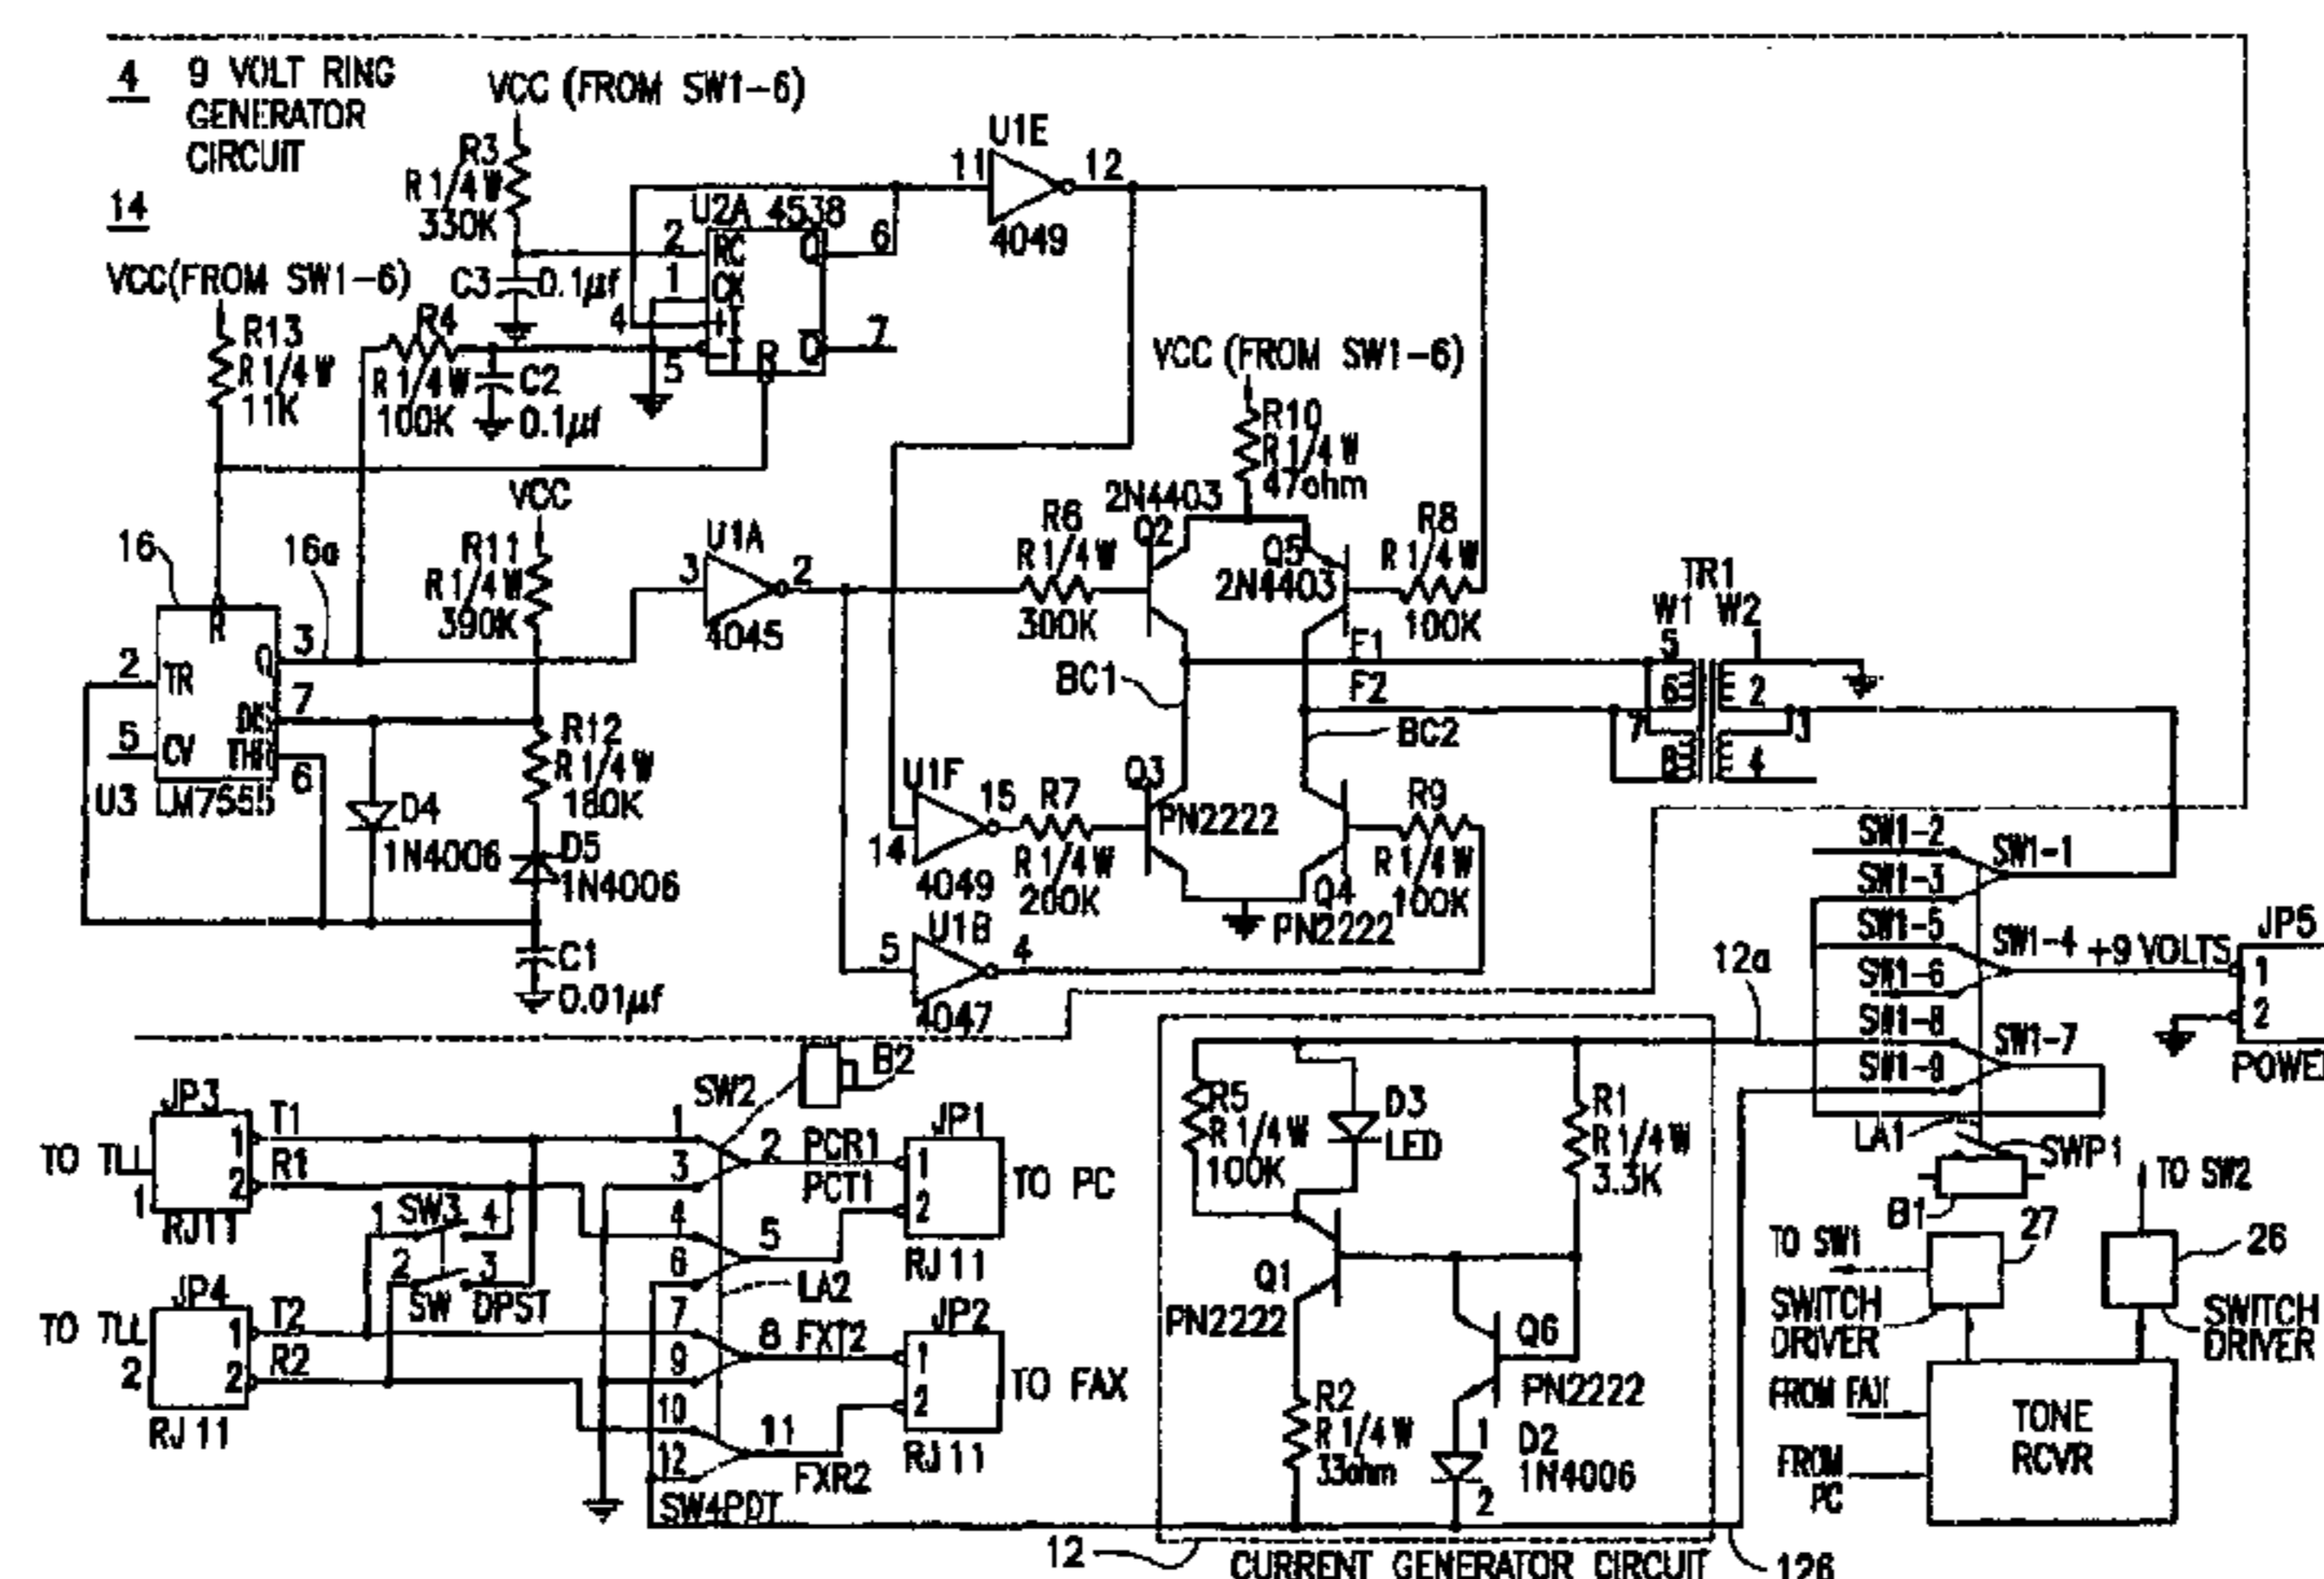 4
9 VOLT RING
GENERATOR
CIRCUIT
14
VCC (FROM SW1-6)
R3
R 1/4 W
330K
C3
0.1µf
U2A 4538
2
RC
1
CX
4
+T
5
-T
R
Q
6
Q
7
11
U1E
12
4049
VCC(FROM SW1-6)
R13
R 1/4 W
11K
R4
R 1/4 W
100K
C2
0.1µf
VCC
R11
R 1/4 W
390K
16
16a
R
2
TR
5
CV
Q
3
DIS
7
THR
6
U3
LM7555
D4
1N4006
R12
R 1/4 W
180K
D5
1N4006
C1
0.01µf
U1A
3
2
4045
VCC (FROM SW1-6)
R10
R 1/4 W
47ohm
2N4403
Q2
R6
R 1/4 W
300K
Q5
2N4403
R8
R 1/4 W
100K
BC1
F1
F2
BC2
TR1
W1 W2
5
6
7
8
1
2
3
4
U1F
14
15
4049
R7
R 1/4 W
200K
Q3
PN2222
Q4
PN2222
R9
R 1/4 W
100K
U1B
5
4
4047
SW1-2
SW1-1
SW1-3
SW1-5
SW1-4
SW1-6
SW1-8
SW1-7
SW1-9
+9 VOLTS
JP5
1
2
POWE
12a
LA1
SWP1
B1
JP3
TO TLL
1
1
2
RJ11
T1
R1
SW3
1
4
2
3
SW DPST
JP4
TO TLL
2
1
2
RJ11
T2
R2
SW2
B2
1
2
3
4
5
6
7
8
9
10
11
12
LA2
SW4PDT
PCR1
PCT1
JP1
1
2
RJ11
TO PC
FXT2
FXR2
JP2
1
2
RJ11
TO FAX
R5
R 1/4 W
100K
D3
LED
R1
R 1/4 W
3.3K
Q1
PN2222
Q6
PN2222
R2
R 1/4 W
33ohm
1
D2
1N4006
2
12
CURRENT GENERATOR CIRCUIT
126
TO SW1
27
SWITCH
DRIVER
TO SW2
26
SWITCH
DRIVER
FROM FAX
FROM
PC
TONE
RCVR